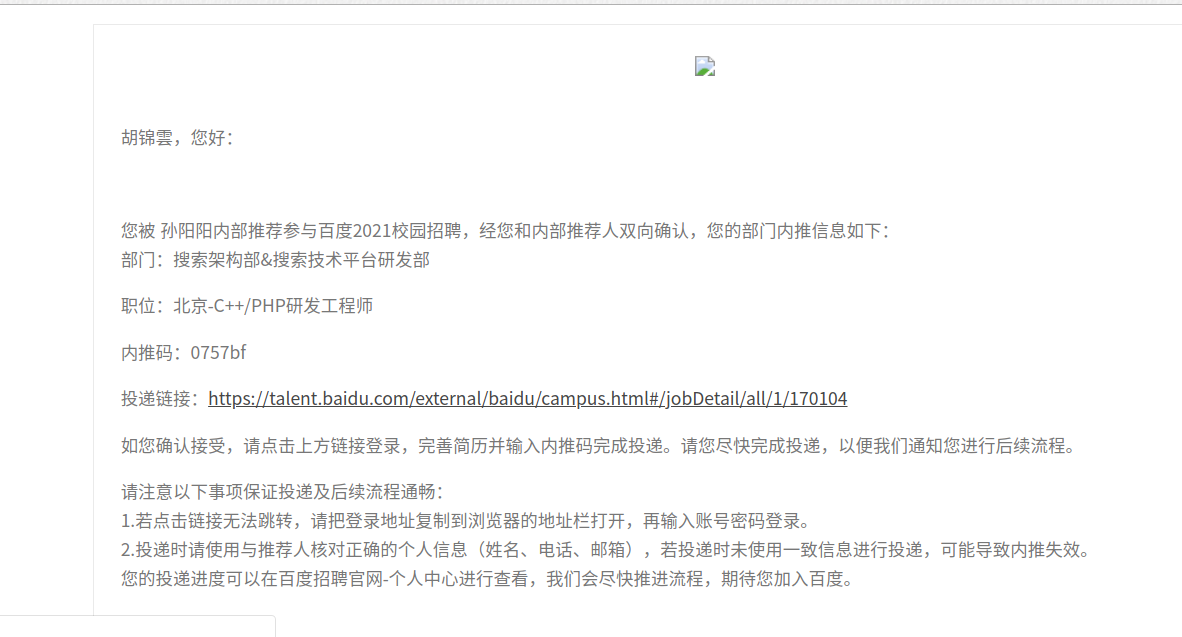 胡锦雲，您好：
您被 孙阳阳内部推荐参与百度2021校园招聘，经您和内部推荐人双向确认，您的部门内推信息如下：
部门：搜索架构部&搜索技术平台研发部
职位：北京-C++/PHP研发工程师
内推码：0757bf
投递链接：https://talent.baidu.com/external/baidu/campus.html#/jobDetail/all/1/170104
如您确认接受，请点击上方链接登录，完善简历并输入内推码完成投递。请您尽快完成投递，以便我们通知您进行后续流程。
请注意以下事项保证投递及后续流程通畅：
1.若点击链接无法跳转，请把登录地址复制到浏览器的地址栏打开，再输入账号密码登录。
2.投递时请使用与推荐人核对正确的个人信息（姓名、电话、邮箱），若投递时未使用一致信息进行投递，可能导致内推失效。
您的投递进度可以在百度招聘官网-个人中心进行查看，我们会尽快推进流程，期待您加入百度。